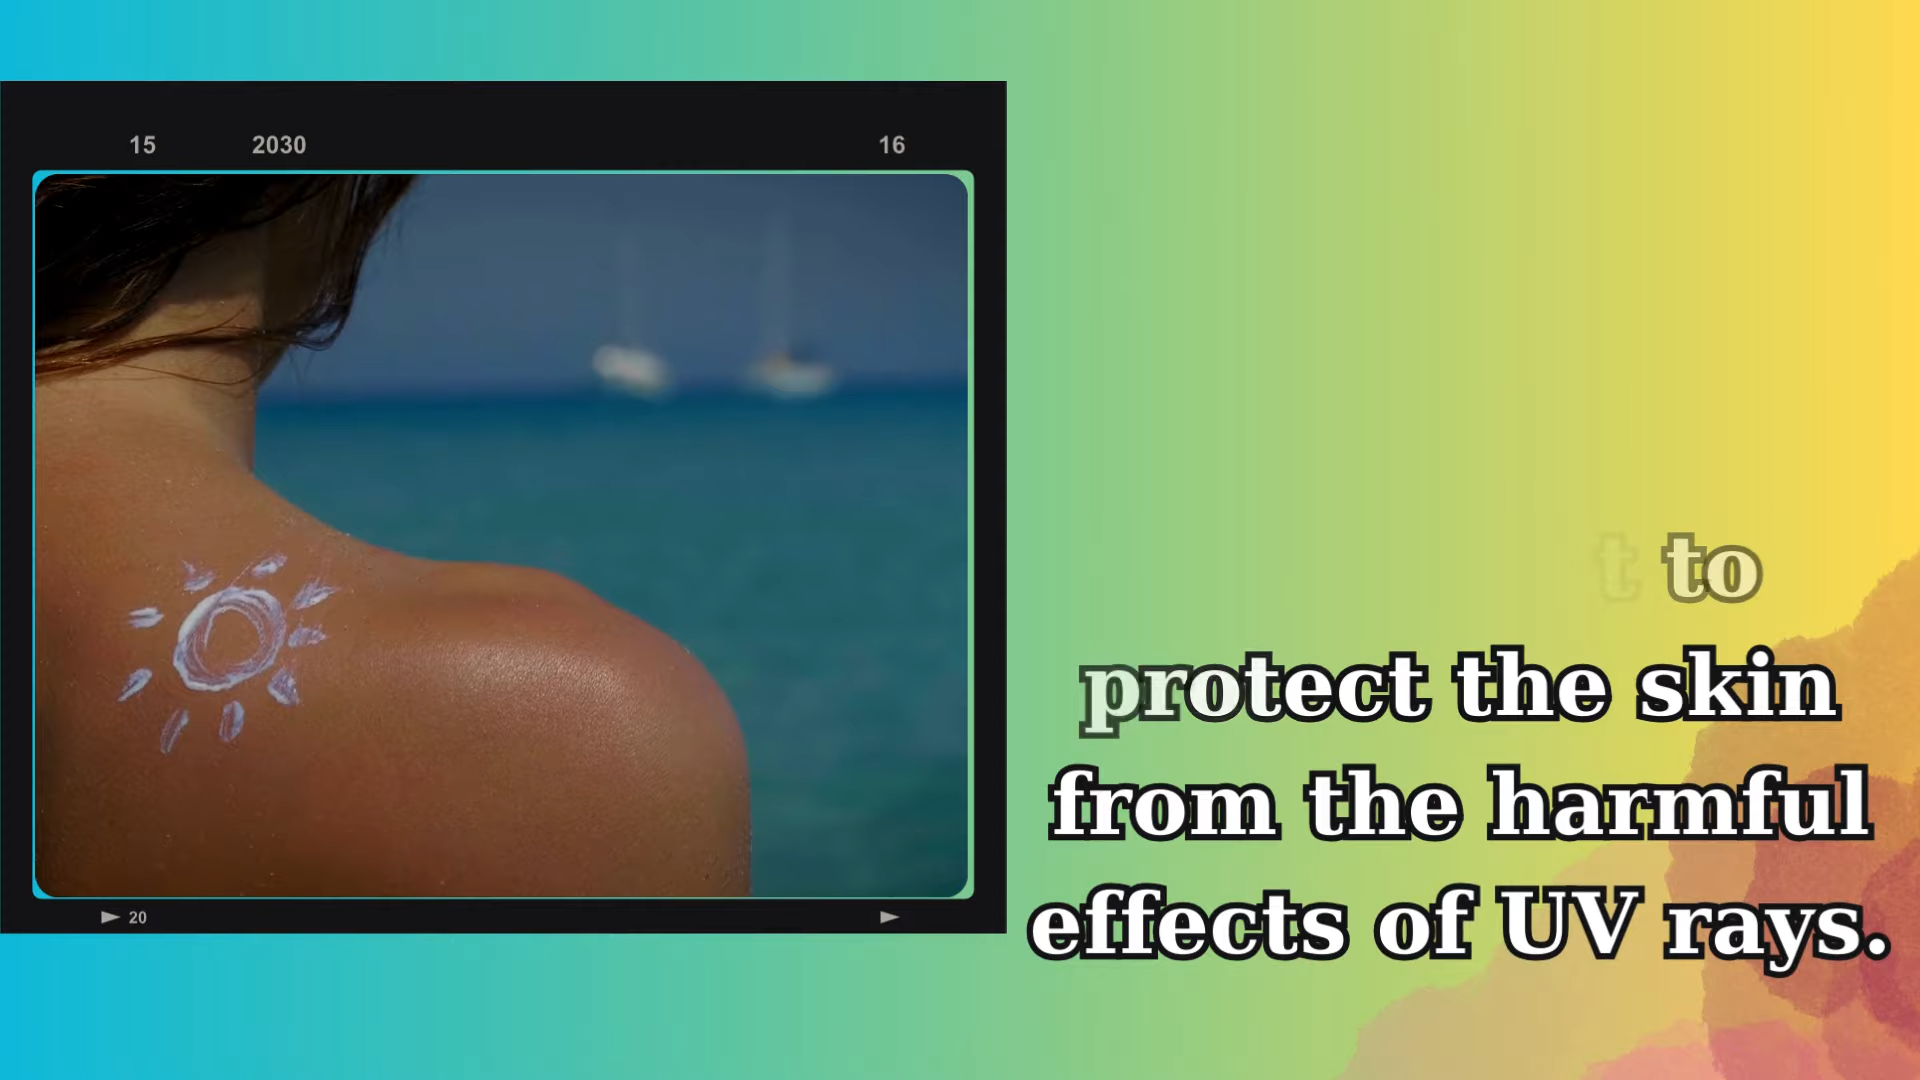 15 2030 16
t to
protect the skin
from the harmful
effects of UV rays.
20